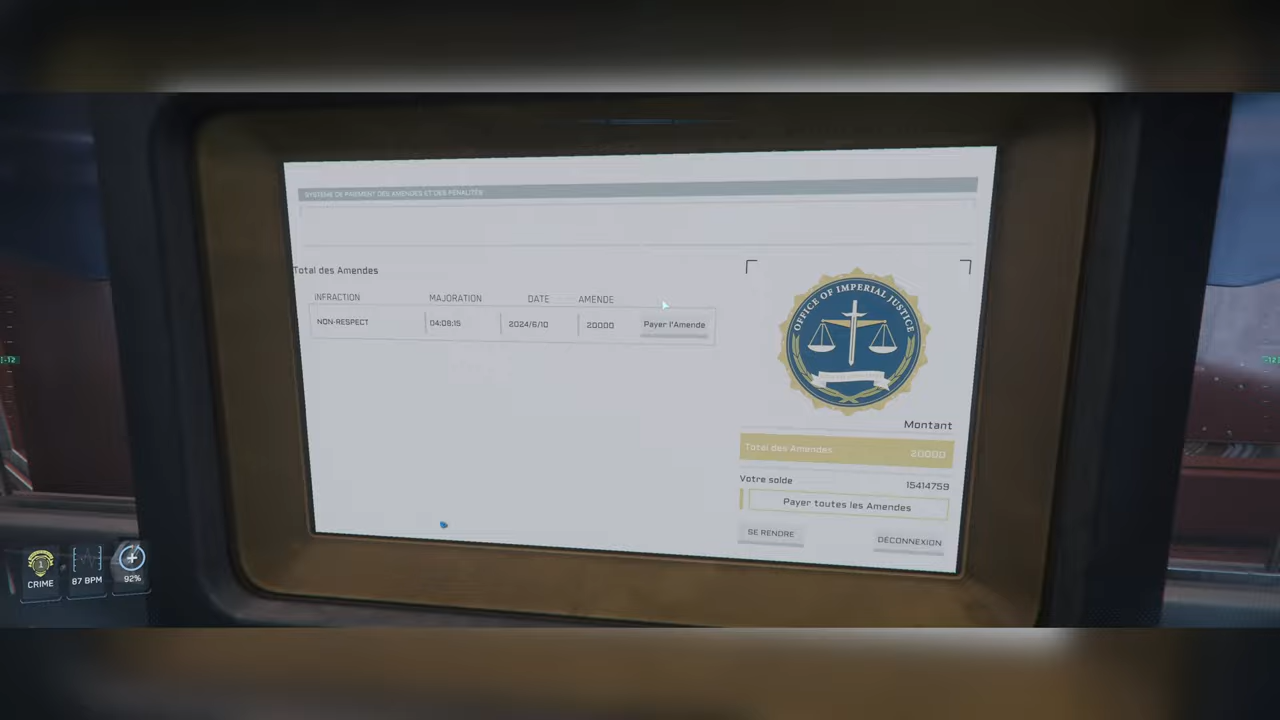 SYSTÈME DE PAIEMENT DES AMENDES ET DES PÉNALITÉS
Total des Amendes
INFRACTION MAJORATION DATE AMENDE
NON-RESPECT 04:08:15 2024/6/10 20000 Payer l'Amende
OFFICE OF IMPERIAL JUSTICE
Montant
Total des Amendes 20000
Votre solde 15414759
Payer toutes les Amendes
SE RENDRE DÉCONNEXION
1
CRIME 87 BPM 92%